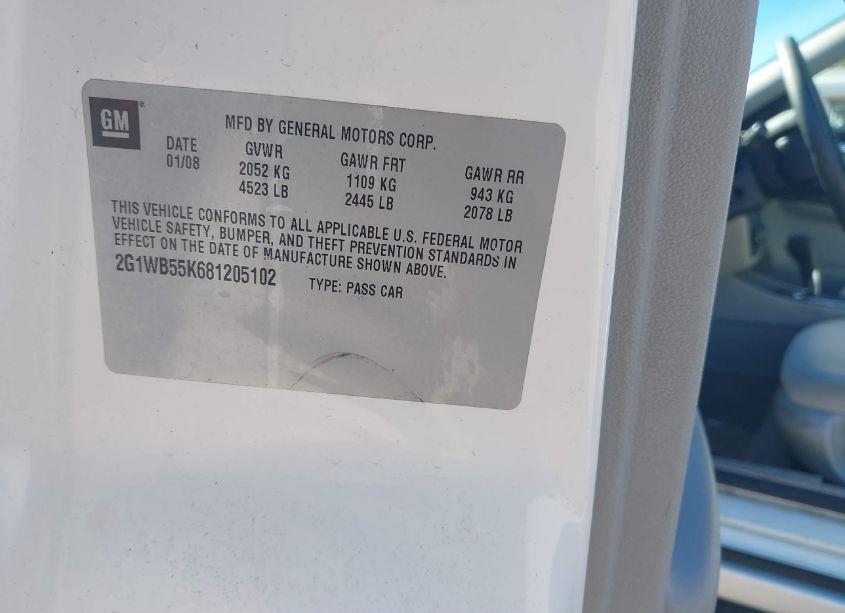 GM
MFD BY GENERAL MOTORS CORP.
DATE GVWR GAWR FRT GAWR RR
01/08 2052 KG 1109 KG 943 KG
4523 LB 2445 LB 2078 LB
THIS VEHICLE CONFORMS TO ALL APPLICABLE U.S. FEDERAL MOTOR
VEHICLE SAFETY, BUMPER, AND THEFT PREVENTION STANDARDS IN
EFFECT ON THE DATE OF MANUFACTURE SHOWN ABOVE.
2G1WB55K681205102 TYPE: PASS CAR